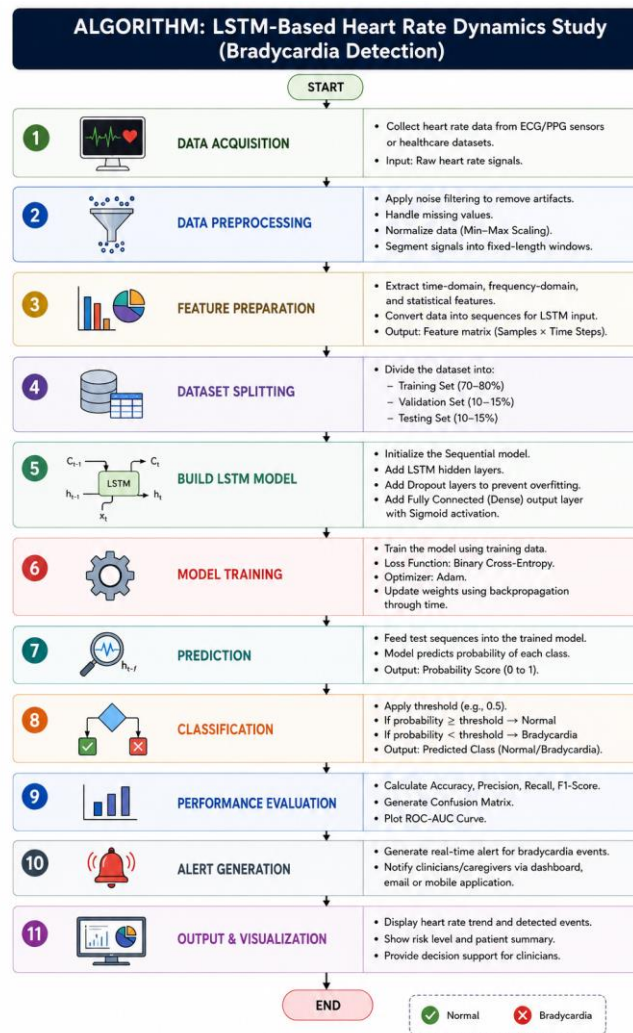 ALGORITHM: LSTM-Based Heart Rate Dynamics Study
(Bradycardia Detection)
START
1
DATA ACQUISITION
• Collect heart rate data from ECG/PPG sensors
or healthcare datasets.
• Input: Raw heart rate signals.
2
DATA PREPROCESSING
• Apply noise filtering to remove artifacts.
• Handle missing values.
• Normalize data (Min–Max Scaling).
• Segment signals into fixed-length windows.
3
FEATURE PREPARATION
• Extract time-domain, frequency-domain,
and statistical features.
• Convert data into sequences for LSTM input.
• Output: Feature matrix (Samples × Time Steps).
4
DATASET SPLITTING
• Divide the dataset into:
– Training Set (70–80%)
– Validation Set (10–15%)
– Testing Set (10–15%)
5
C_{t-1} C_t
LSTM
h_{t-1} h_t
x_t
BUILD LSTM MODEL
• Initialize the Sequential model.
• Add LSTM hidden layers.
• Add Dropout layers to prevent overfitting.
• Add Fully Connected (Dense) output layer
with Sigmoid activation.
6
MODEL TRAINING
• Train the model using training data.
• Loss Function: Binary Cross-Entropy.
• Optimizer: Adam.
• Update weights using backpropagation
through time.
7
PREDICTION
• Feed test sequences into the trained model.
• Model predicts probability of each class.
• Output: Probability Score (0 to 1).
8
CLASSIFICATION
• Apply threshold (e.g., 0.5).
• If probability ≥ threshold → Normal
• If probability < threshold → Bradycardia
• Output: Predicted Class (Normal/Bradycardia).
9
PERFORMANCE EVALUATION
• Calculate Accuracy, Precision, Recall, F1-Score.
• Generate Confusion Matrix.
• Plot ROC-AUC Curve.
10
ALERT GENERATION
• Generate real-time alert for bradycardia events.
• Notify clinicians/caregivers via dashboard,
email or mobile application.
11
OUTPUT & VISUALIZATION
• Display heart rate trend and detected events.
• Show risk level and patient summary.
• Provide decision support for clinicians.
END
Normal
Bradycardia